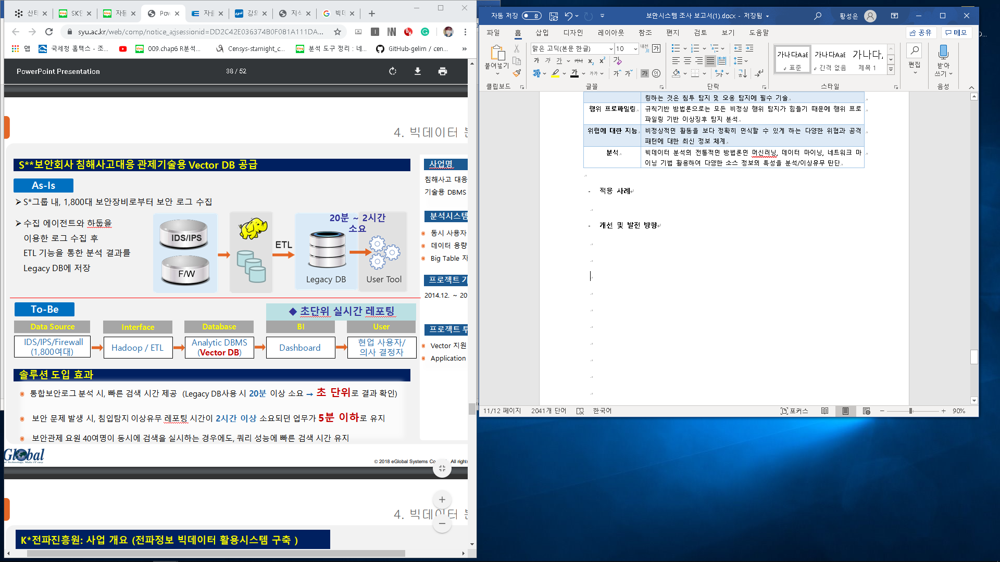 산타
SK인
자동
Pow
자율
강의
지식
빅데
syu.ac.kr/web/comp/notice_a;jsessionid=DD2C42E036374B0F081A111DA...
앱
국세청 홈택스 - 조...
009.chap6 R분석...
Censys-starnight_c...
분석 도구 정리 : 네...
GitHub-gelim / cen...
»
PowerPoint Presentation
38 / 52
4. 빅데이터 분
S**보안회사 침해사고대응 관제기술용 Vector DB 공급
As-Is
S*그룹 내, 1,800대 보안장비로부터 보안 로그 수집
수집 에이전트와 하둡을
이용한 로그 수집 후
ETL 기능을 통한 분석 결과를
Legacy DB에 저장
IDS/IPS
F/W
ETL
20분 ~ 2시간
소요
Legacy DB
User Tool
To-Be
◆ 초단위 실시간 레포팅
Data Source
Interface
Database
BI
User
IDS/IPS/Firewall
(1,800여대)
Hadoop / ETL
Analytic DBMS
(Vector DB)
Dashboard
현업 사용자/
의사 결정자
솔루션 도입 효과
통합보안로그 분석 시, 빠른 검색 시간 제공 (Legacy DB사용 시 20분 이상 소요 → 초 단위로 결과 확인)
보안 문제 발생 시, 침입탐지 이상유무 레포팅 시간이 2시간 이상 소요되던 업무가 5분 이하로 유지
보안관제 요원 40여명이 동시에 검색을 실시하는 경우에도, 쿼리 성능에 빠른 검색 시간 유지
사업명
침해사고 대응
기술용 DBMS
분석시스템
동시 사용자
데이터 용량
Big Table 자
프로젝트 기
2014.12. ~ 20
프로젝트 투
Vector 지원
Application
Global
© 2018 eGlobal Systems Co All rights
4. 빅데이터 분
K*전파진흥원: 사업 개요 (전파정보 빅데이터 활용시스템 구축 )
자동 저장
끔
보안시스템 조사 보고서(1).docx - 저장됨
황성은
파일
홈
삽입
디자인
레이아웃
참조
편지
검토
보기
도움말
공유
메모
붙여넣기
클립보드
맑은 고딕(본문 한글)
10
글꼴
단락
가나다AaB
표준
가나다AaB
간격 없음
가나다,
제목 1
스타일
편집
받아
쓰기
음성
링하는 것은 침투 탐지 및 오용 탐지에 필수 기술
행위 프로파일링
규칙기반 방법론으로는 모든 비정상 행위 탐지가 힘들기 때문에 행위 프로
파일링 기반 이상징후 탐지 분석
위협에 대한 지능
비정상적인 활동을 보다 정확히 인식할 수 있게 하는 다양한 위협과 공격
패턴에 대한 최신 정보 체계
분석
빅데이터 분석의 전통적인 방법론인 머신러닝, 데이터 마이닝, 네트워크 마
이닝 기법 활용하여 다양한 소스 정보의 특성을 분석/이상유무 판단
- 적용 사례
- 개선 및 발전 방향
11/12 페이지
2041개 단어
한국어
포커스
90%